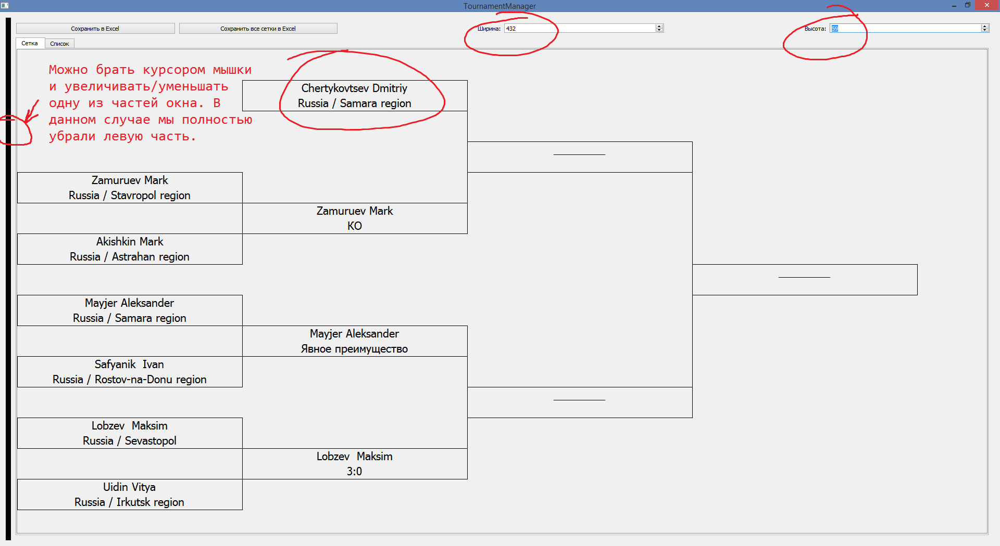 TournamentManager
Сохранить в Excel
Сохранить все сетки в Excel
Ширина: 432
Высота: 59
Сетка
Список
Можно брать курсором мышки
и увеличивать/уменьшать
одну из частей окна. В
данном случае мы полностью
убрали левую часть.
Chertykovtsev Dmitriy
Russia / Samara region
Zamuruev Mark
Russia / Stavropol region
Zamuruev Mark
КО
Akishkin Mark
Russia / Astrahan region
Mayjer Aleksander
Russia / Samara region
Mayjer Aleksander
Явное преимущество
Safyanik  Ivan
Russia / Rostov-na-Donu region
Lobzev  Maksim
Russia / Sevastopol
Lobzev  Maksim
3:0
Uidin Vitya
Russia / Irkutsk region